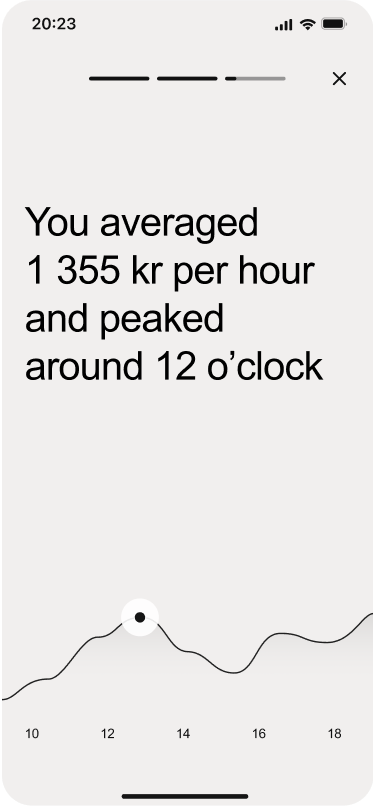 20:23
You averaged
1 355 kr per hour
and peaked
around 12 o’clock
10 12 14 16 18